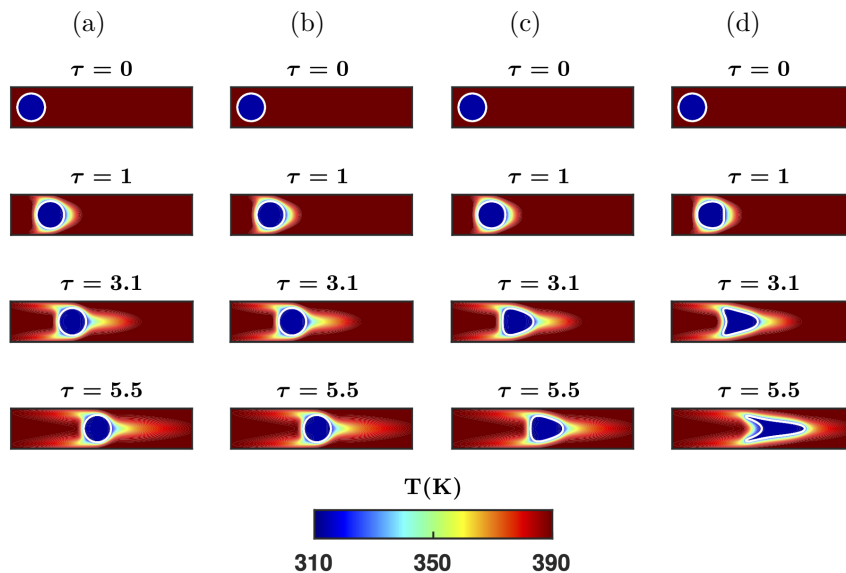 (a) (b) (c) (d)
τ = 0 τ = 0 τ = 0 τ = 0
τ = 1 τ = 1 τ = 1 τ = 1
τ = 3.1 τ = 3.1 τ = 3.1 τ = 3.1
τ = 5.5 τ = 5.5 τ = 5.5 τ = 5.5
T(K)
310 350 390